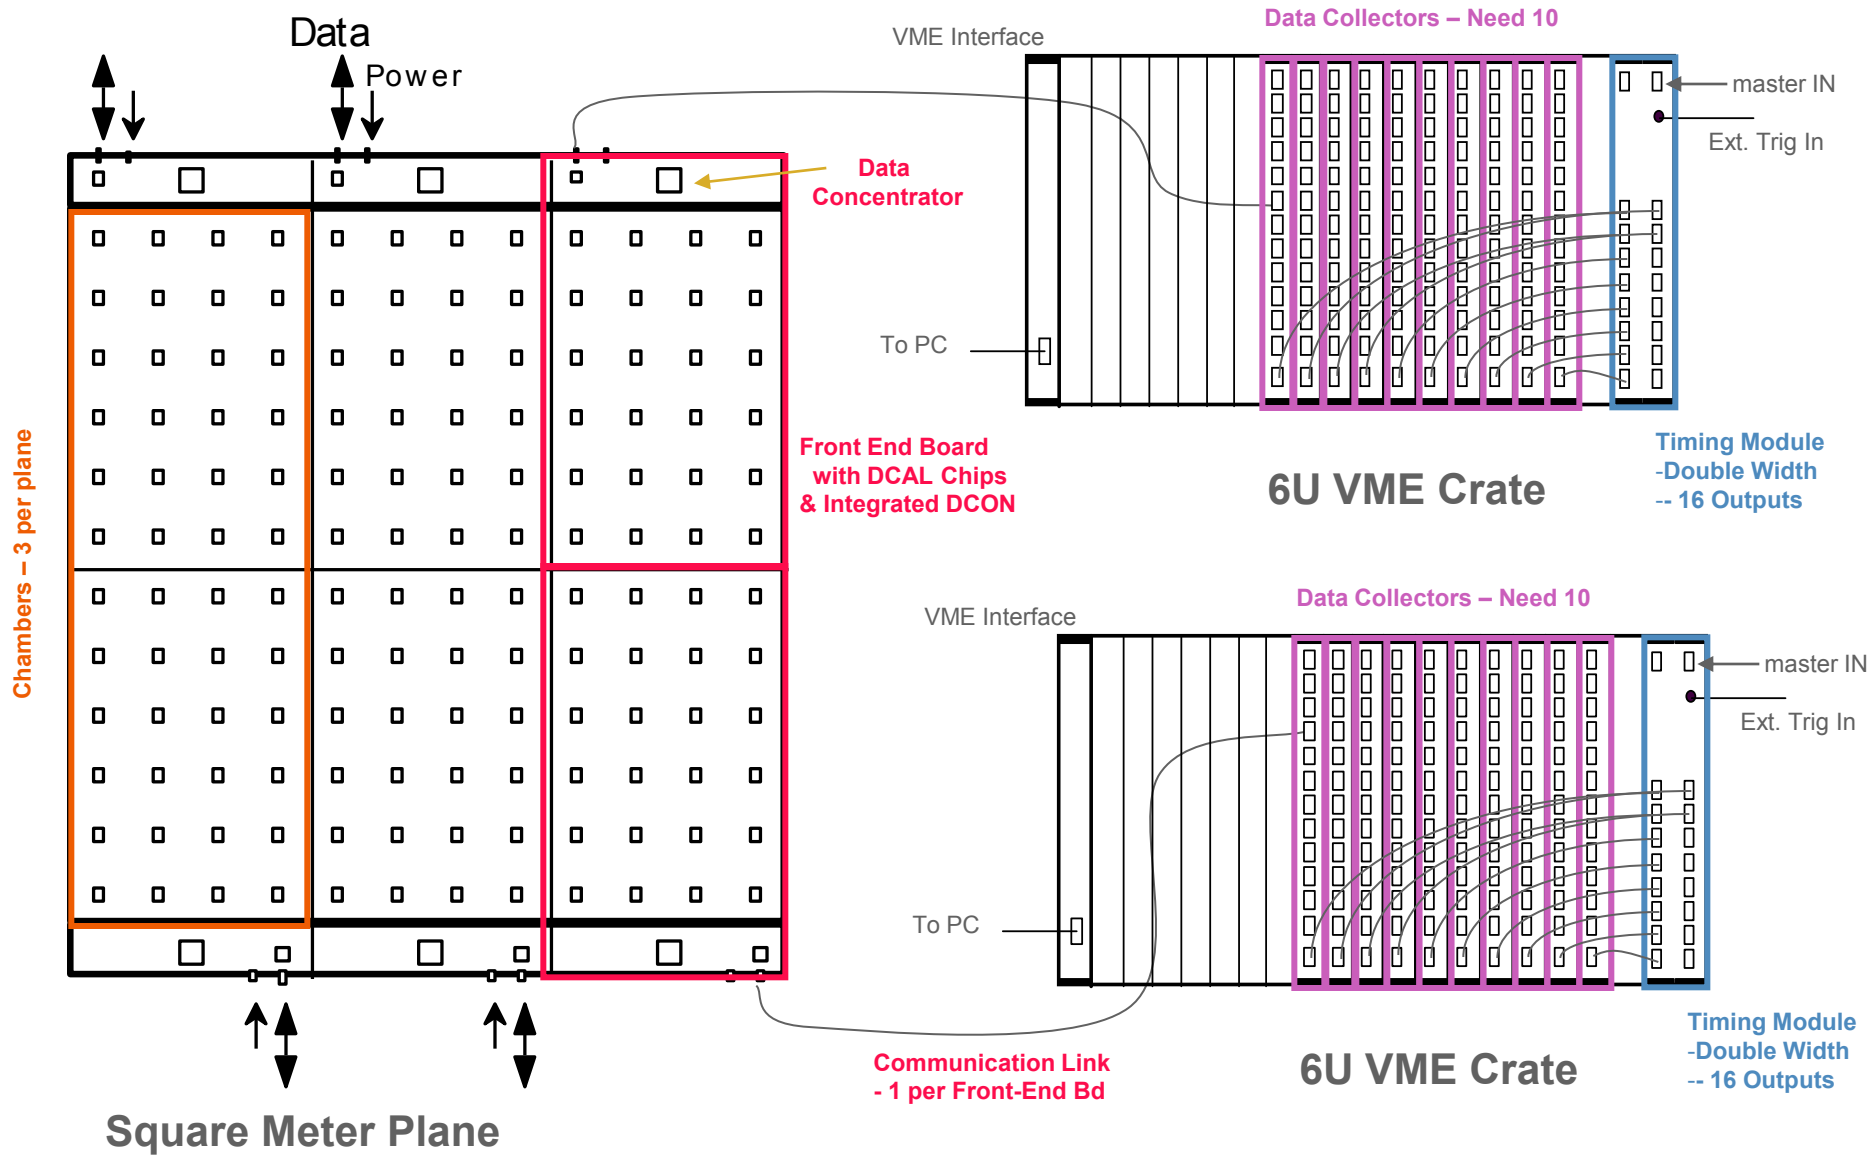 Data
Power
VME Interface
Data Collectors – Need 10
master IN
Ext. Trig In
Data
Concentrator
To PC
Chambers – 3 per plane
Front End Board
with DCAL Chips
& Integrated DCON
6U VME Crate
Timing Module
-Double Width
-- 16 Outputs
VME Interface
Data Collectors – Need 10
master IN
Ext. Trig In
To PC
Communication Link
- 1 per Front-End Bd
6U VME Crate
Timing Module
-Double Width
-- 16 Outputs
Square Meter Plane